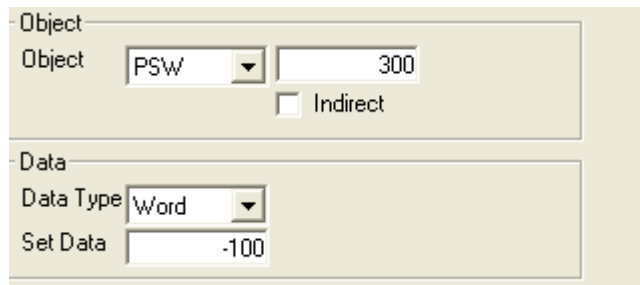 Object
Object PSW 300
Indirect
Data
Data Type Word
Set Data -100